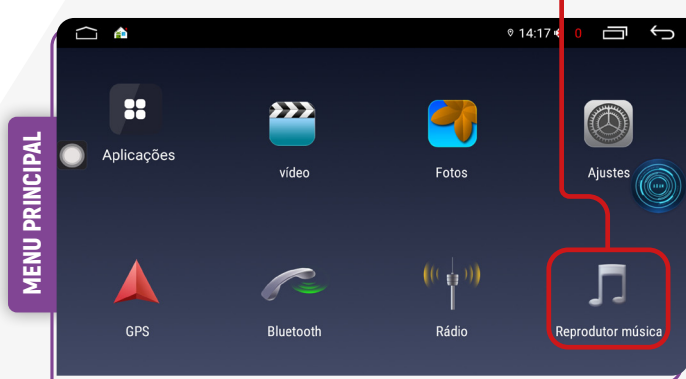 MENU PRINCIPAL
14:17 0
Aplicações
vídeo
Fotos
Ajustes
GPS
Bluetooth
Rádio
Reprodutor música